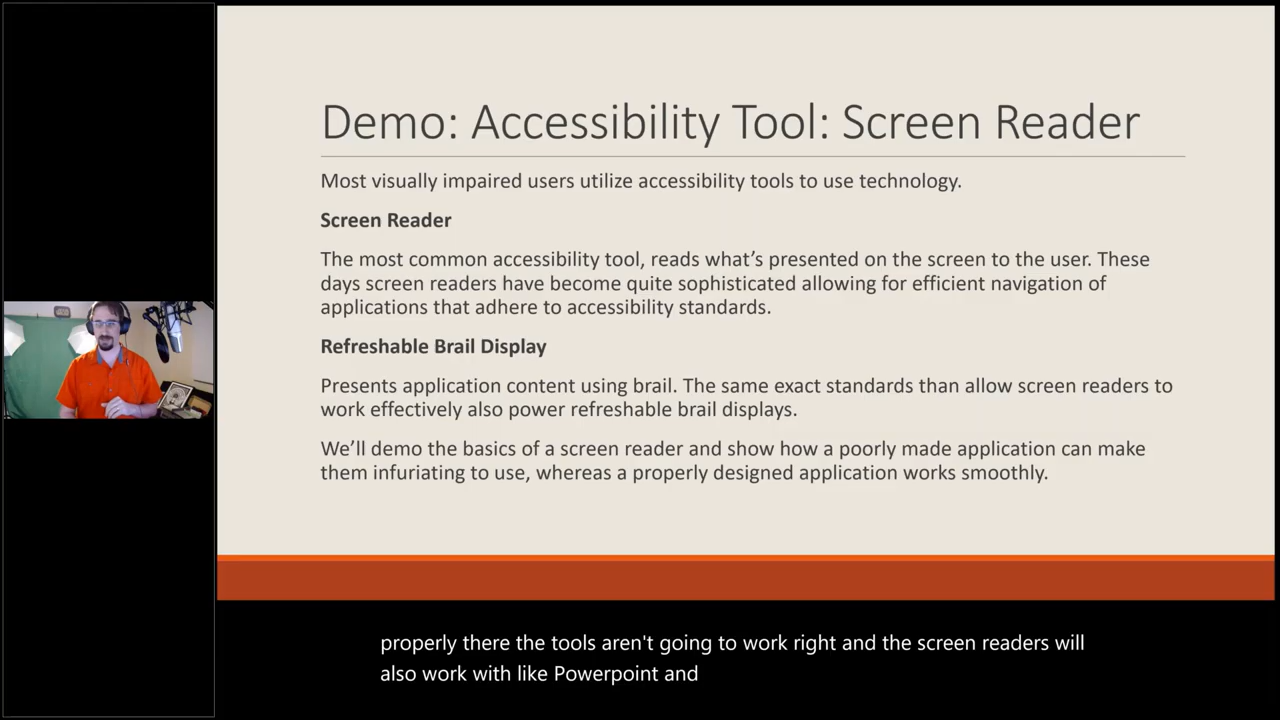 Demo: Accessibility Tool: Screen Reader
Most visually impaired users utilize accessibility tools to use technology.
Screen Reader
The most common accessibility tool, reads what’s presented on the screen to the user. These
days screen readers have become quite sophisticated allowing for efficient navigation of
applications that adhere to accessibility standards.
Refreshable Brail Display
Presents application content using brail. The same exact standards than allow screen readers to
work effectively also power refreshable brail displays.
We’ll demo the basics of a screen reader and show how a poorly made application can make
them infuriating to use, whereas a properly designed application works smoothly.
properly there the tools aren't going to work right and the screen readers will
also work with like Powerpoint and